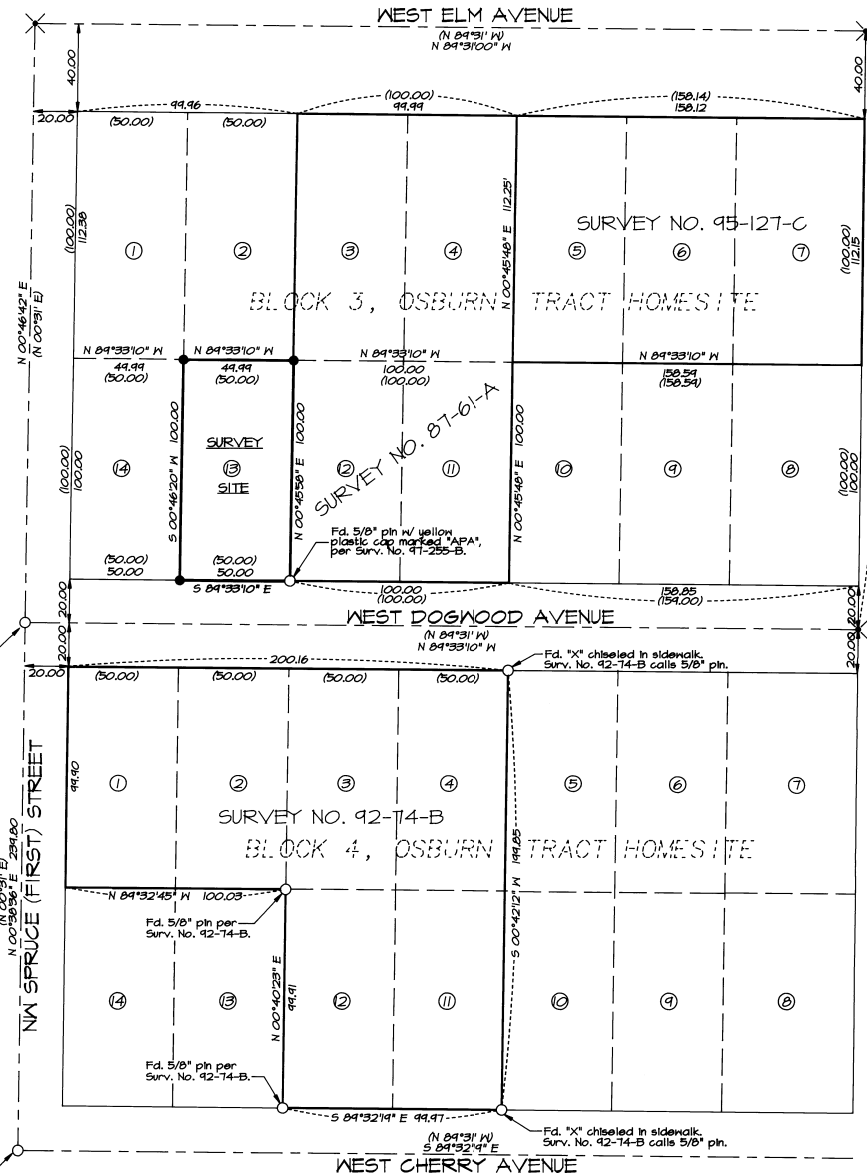 WEST ELM AVENUE
(N 89°31' W)
N 89°31'00" W
40.00
40.00
99.96
(100.00)
99.99
(158.14)
158.12
20.00
(50.00)
(50.00)
(100.00)
112.38
N 00°45'48" E 112.25'
SURVEY NO. 95-127-C
(100.00)
112.15
1
2
3
4
5
6
7
N 00°46'42" E
(N 00°31' E)
BLOCK 3, OSBURN TRACT HOMESITE
N 89°33'10" W
N 89°33'10" W
N 89°33'10" W
N 89°33'10" W
49.99
(50.00)
49.99
(50.00)
100.00
(100.00)
158.59
(158.59)
(100.00)
100.00
S 00°46'20" W 100.00
SURVEY
SITE
N 00°45'58" E 100.00
SURVEY NO. 87-61-A
N 00°45'48" E 100.00
(100.00)
100.00
14
13
12
11
10
9
8
Fd. 5/8" pin w/ yellow
plastic cap marked "APA",
per Surv. No. 97-255-B.
(50.00)
50.00
(50.00)
50.00
S 89°33'10" E
100.00
(100.00)
158.85
(159.00)
20.00
20.00
WEST DOGWOOD AVENUE
(N 89°31' W)
N 89°33'10" W
20.00
20.00
20.00
200.16
(50.00)
(50.00)
(50.00)
(50.00)
Fd. "X" chiseled in sidewalk.
Surv. No. 92-74-B calls 5/8" pin.
99.90
1
2
3
4
5
6
7
SURVEY NO. 92-74-B
BLOCK 4, OSBURN TRACT HOMESITE
NW SPRUCE (FIRST) STREET
(N 00°31' E)
N 00°38'36" E 239.80
S 00°42'12" W 199.85
N 89°32'45" W 100.03
Fd. 5/8" pin per
Surv. No. 92-74-B.
N 00°40'23" E
99.91
14
13
12
11
10
9
8
Fd. 5/8" pin per
Surv. No. 92-74-B.
S 89°32'19" E 99.97
Fd. "X" chiseled in sidewalk.
Surv. No. 92-74-B calls 5/8" pin.
(N 89°31' W)
S 89°32'19" E
WEST CHERRY AVENUE